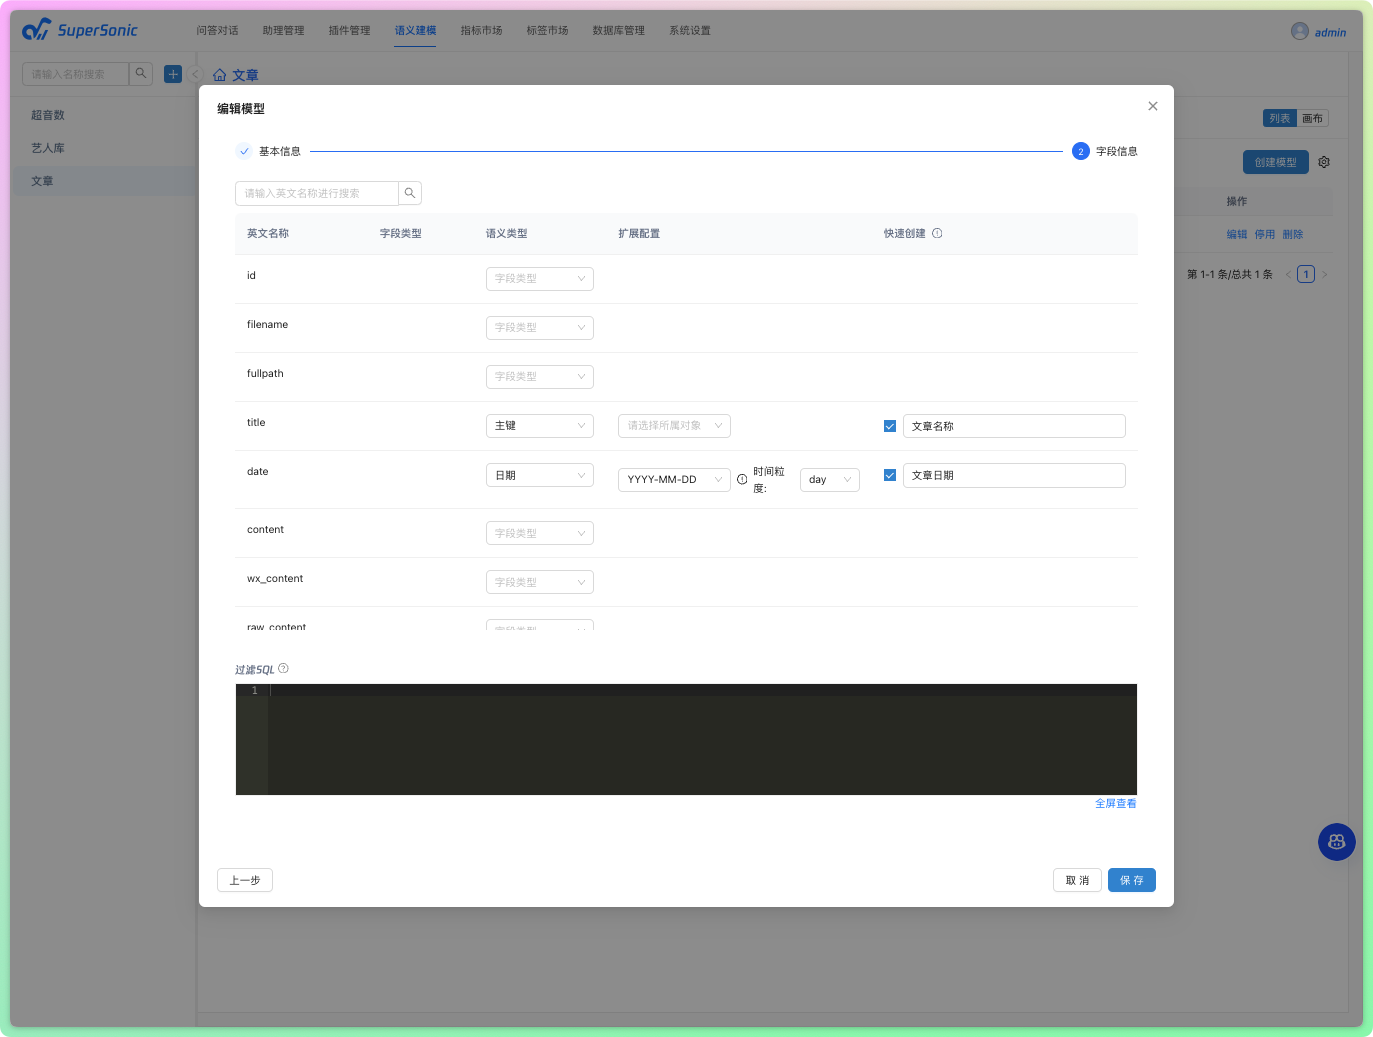 SuperSonic
问答对话 助理管理 插件管理 语义建模 指标市场 标签市场 数据库管理 系统设置
admin
请输入名称搜索
文章
超音数
艺人库
文章
列表 画布
创建模型
操作
编辑 停用 删除
第 1-1 条/总共 1 条 1
编辑模型
基本信息
2 字段信息
请输入英文名称进行搜索
英文名称 字段类型 语义类型 扩展配置 快速创建
id 字段类型
filename 字段类型
fullpath 字段类型
title 主键 请选择所属对象 文章名称
date 日期 YYYY-MM-DD 时间粒度: day 文章日期
content 字段类型
wx_content 字段类型
raw_content 字段类型
过滤SQL
1
全屏查看
上一步
取 消 保 存